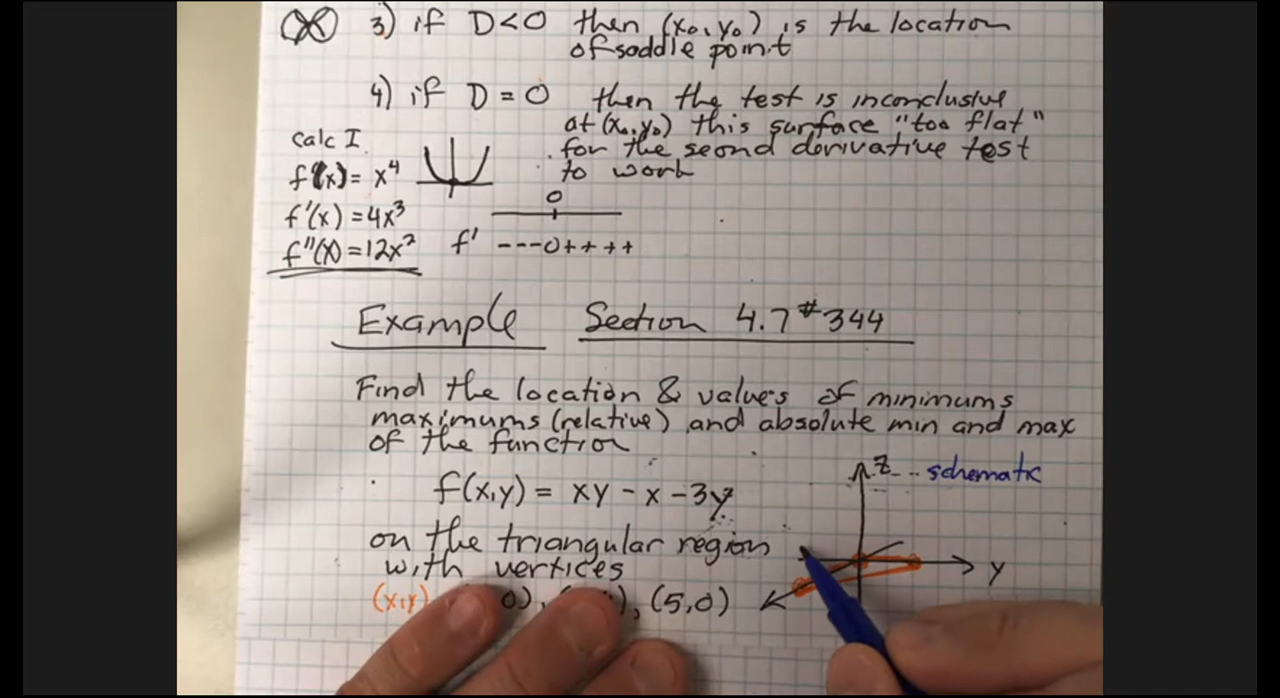 3) if D<0 then (x₀,y₀) is the location
of saddle point
4) if D = 0 then the test is inconclusive
at (x₀,y₀) this surface "too flat"
for the seond derivative test
to work
Calc I
f(x) = x⁴
f'(x) = 4x³
f''(x) = 12x²
0
f' ---0++++
Example Section 4.7 #344
Find the location & values of minimums
maximums (relative) and absolute min and max
of the function
f(x,y) = xy - x - 3y
on the triangular region
with vertices
(x,y) 0), ), (5,0)
z
schematic
y